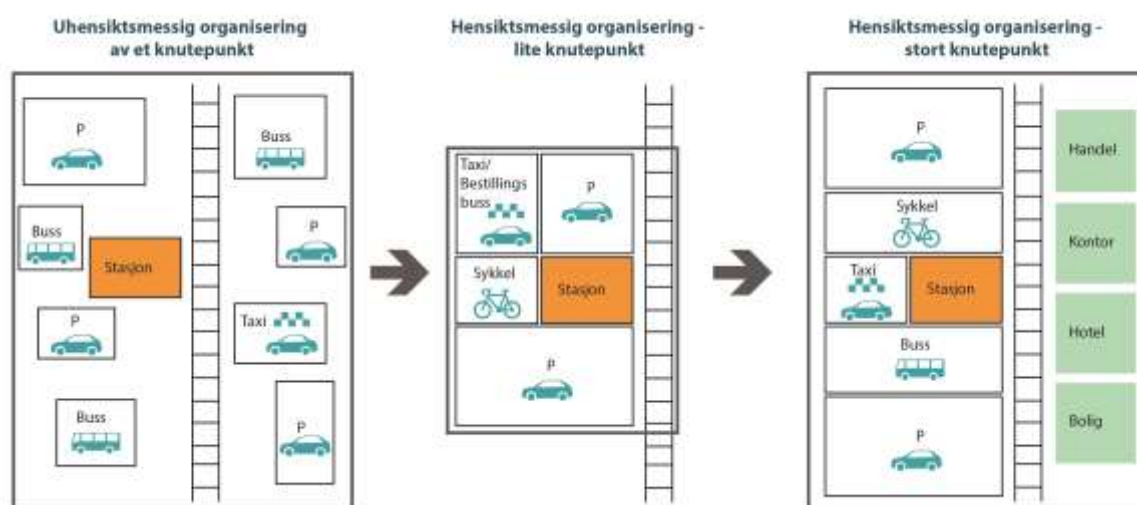 Uhensiktsmessig organisering
av et knutepunkt
P
Buss
Buss
P
Stasjon
P
Taxi
Buss
P
Hensiktsmessig organisering -
lite knutepunkt
Taxi/
Bestillings
buss
P
Sykkel
Stasjon
P
Hensiktsmessig organisering -
stort knutepunkt
P
Sykkel
Taxi
Stasjon
Buss
P
Handel
Kontor
Hotel
Bolig